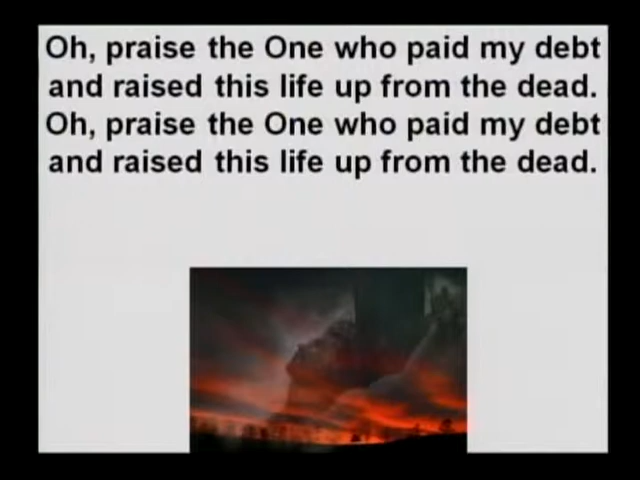 Oh, praise the One who paid my debt
and raised this life up from the dead.
Oh, praise the One who paid my debt
and raised this life up from the dead.